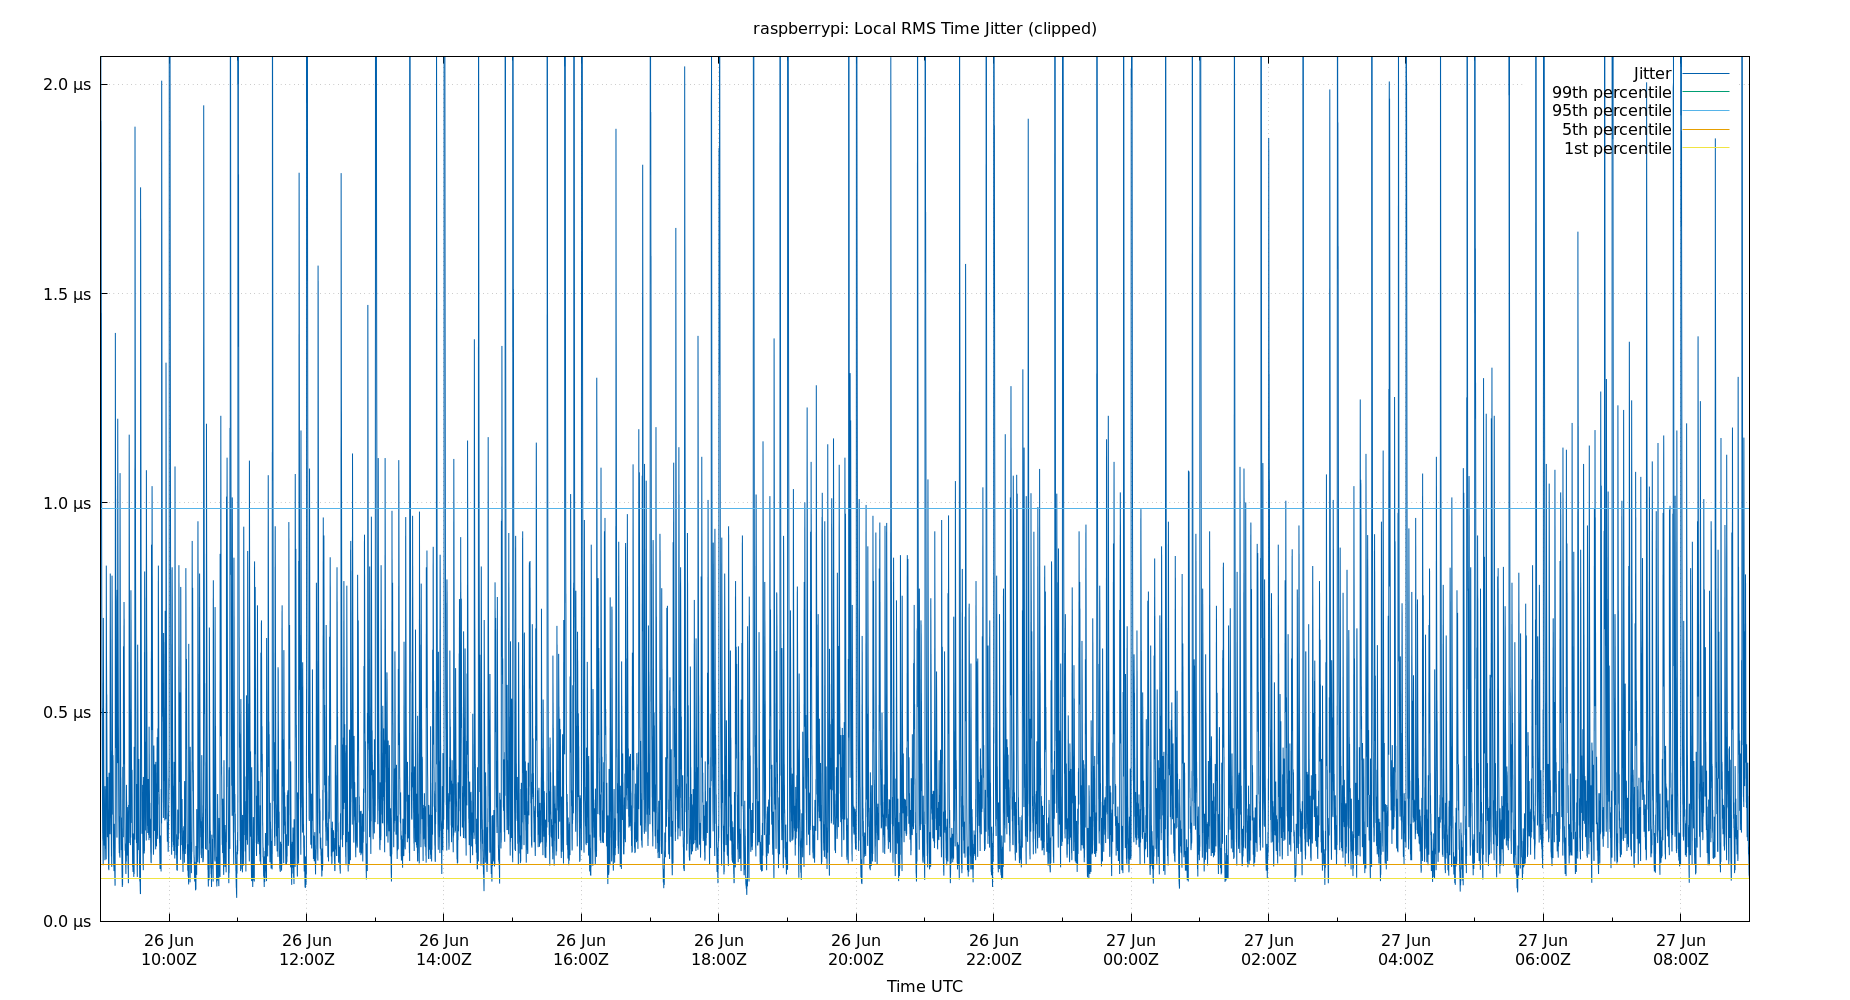 raspberrypi: Local RMS Time Jitter (clipped)
2.0 μs
1.5 μs
1.0 μs
0.5 μs
0.0 μs
Jitter
99th percentile
95th percentile
5th percentile
1st percentile
26 Jun
10:00Z
26 Jun
12:00Z
26 Jun
14:00Z
26 Jun
16:00Z
26 Jun
18:00Z
26 Jun
20:00Z
26 Jun
22:00Z
27 Jun
00:00Z
27 Jun
02:00Z
27 Jun
04:00Z
27 Jun
06:00Z
27 Jun
08:00Z
Time UTC